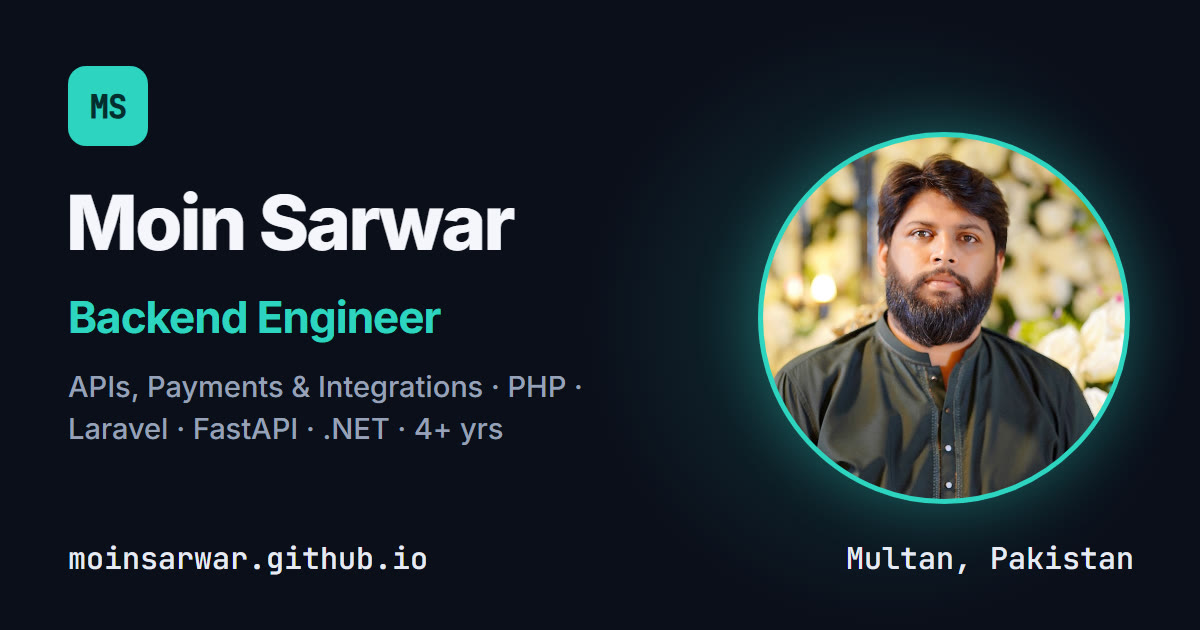 MS
Moin Sarwar
Backend Engineer
APIs, Payments & Integrations · PHP ·
Laravel · FastAPI · .NET · 4+ yrs
moinsarwar.github.io
Multan, Pakistan